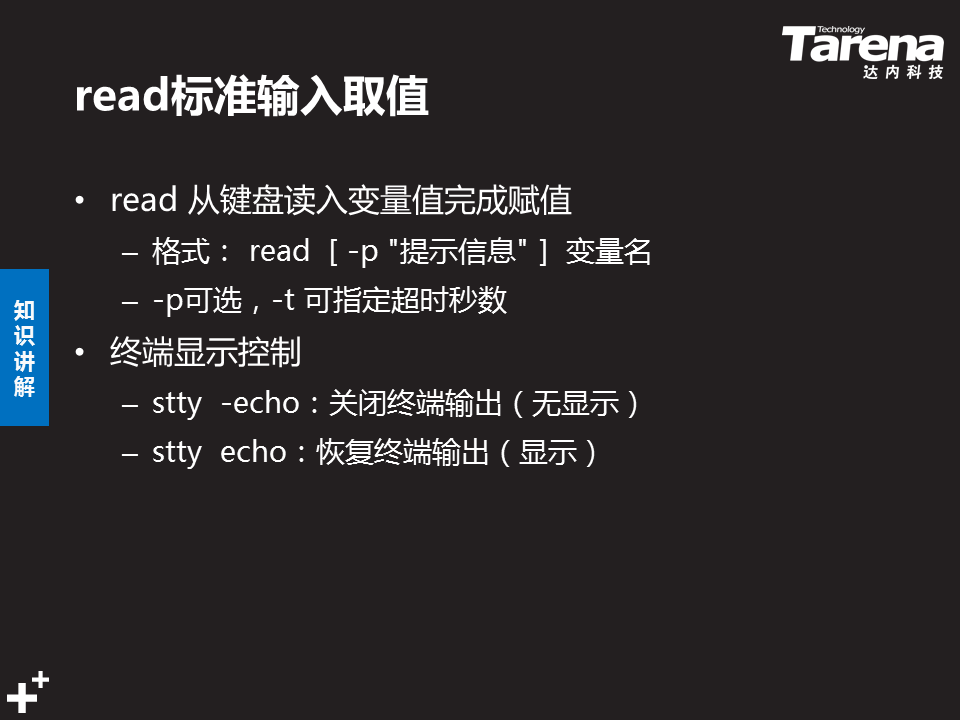 Technology
Tarena
达内科技
read标准输入取值
• read 从键盘读入变量值完成赋值
– 格式： read [ -p "提示信息" ] 变量名
– -p可选，-t 可指定超时秒数
• 终端显示控制
– stty -echo：关闭终端输出（无显示）
– stty echo：恢复终端输出（显示）
知识讲解